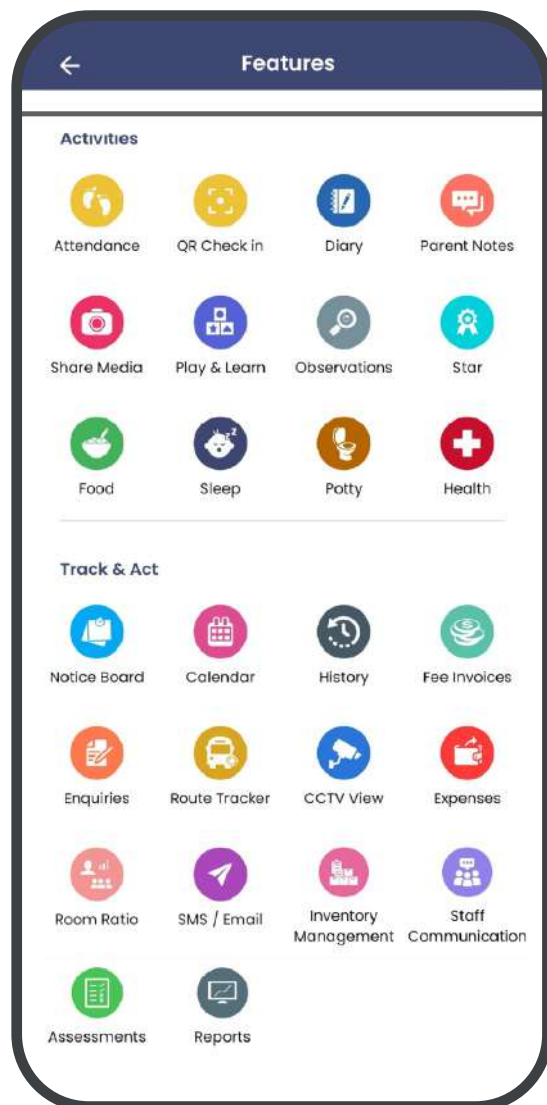 Features
Activities
Attendance
QR Check in
Diary
Parent Notes
Share Media
Play & Learn
Observations
Star
Food
Sleep
Potty
Health
Track & Act
Notice Board
Calendar
History
Fee Invoices
Enquiries
Route Tracker
CCTV View
Expenses
Room Ratio
SMS / Email
Inventory
Management
Staff
Communication
Assessments
Reports